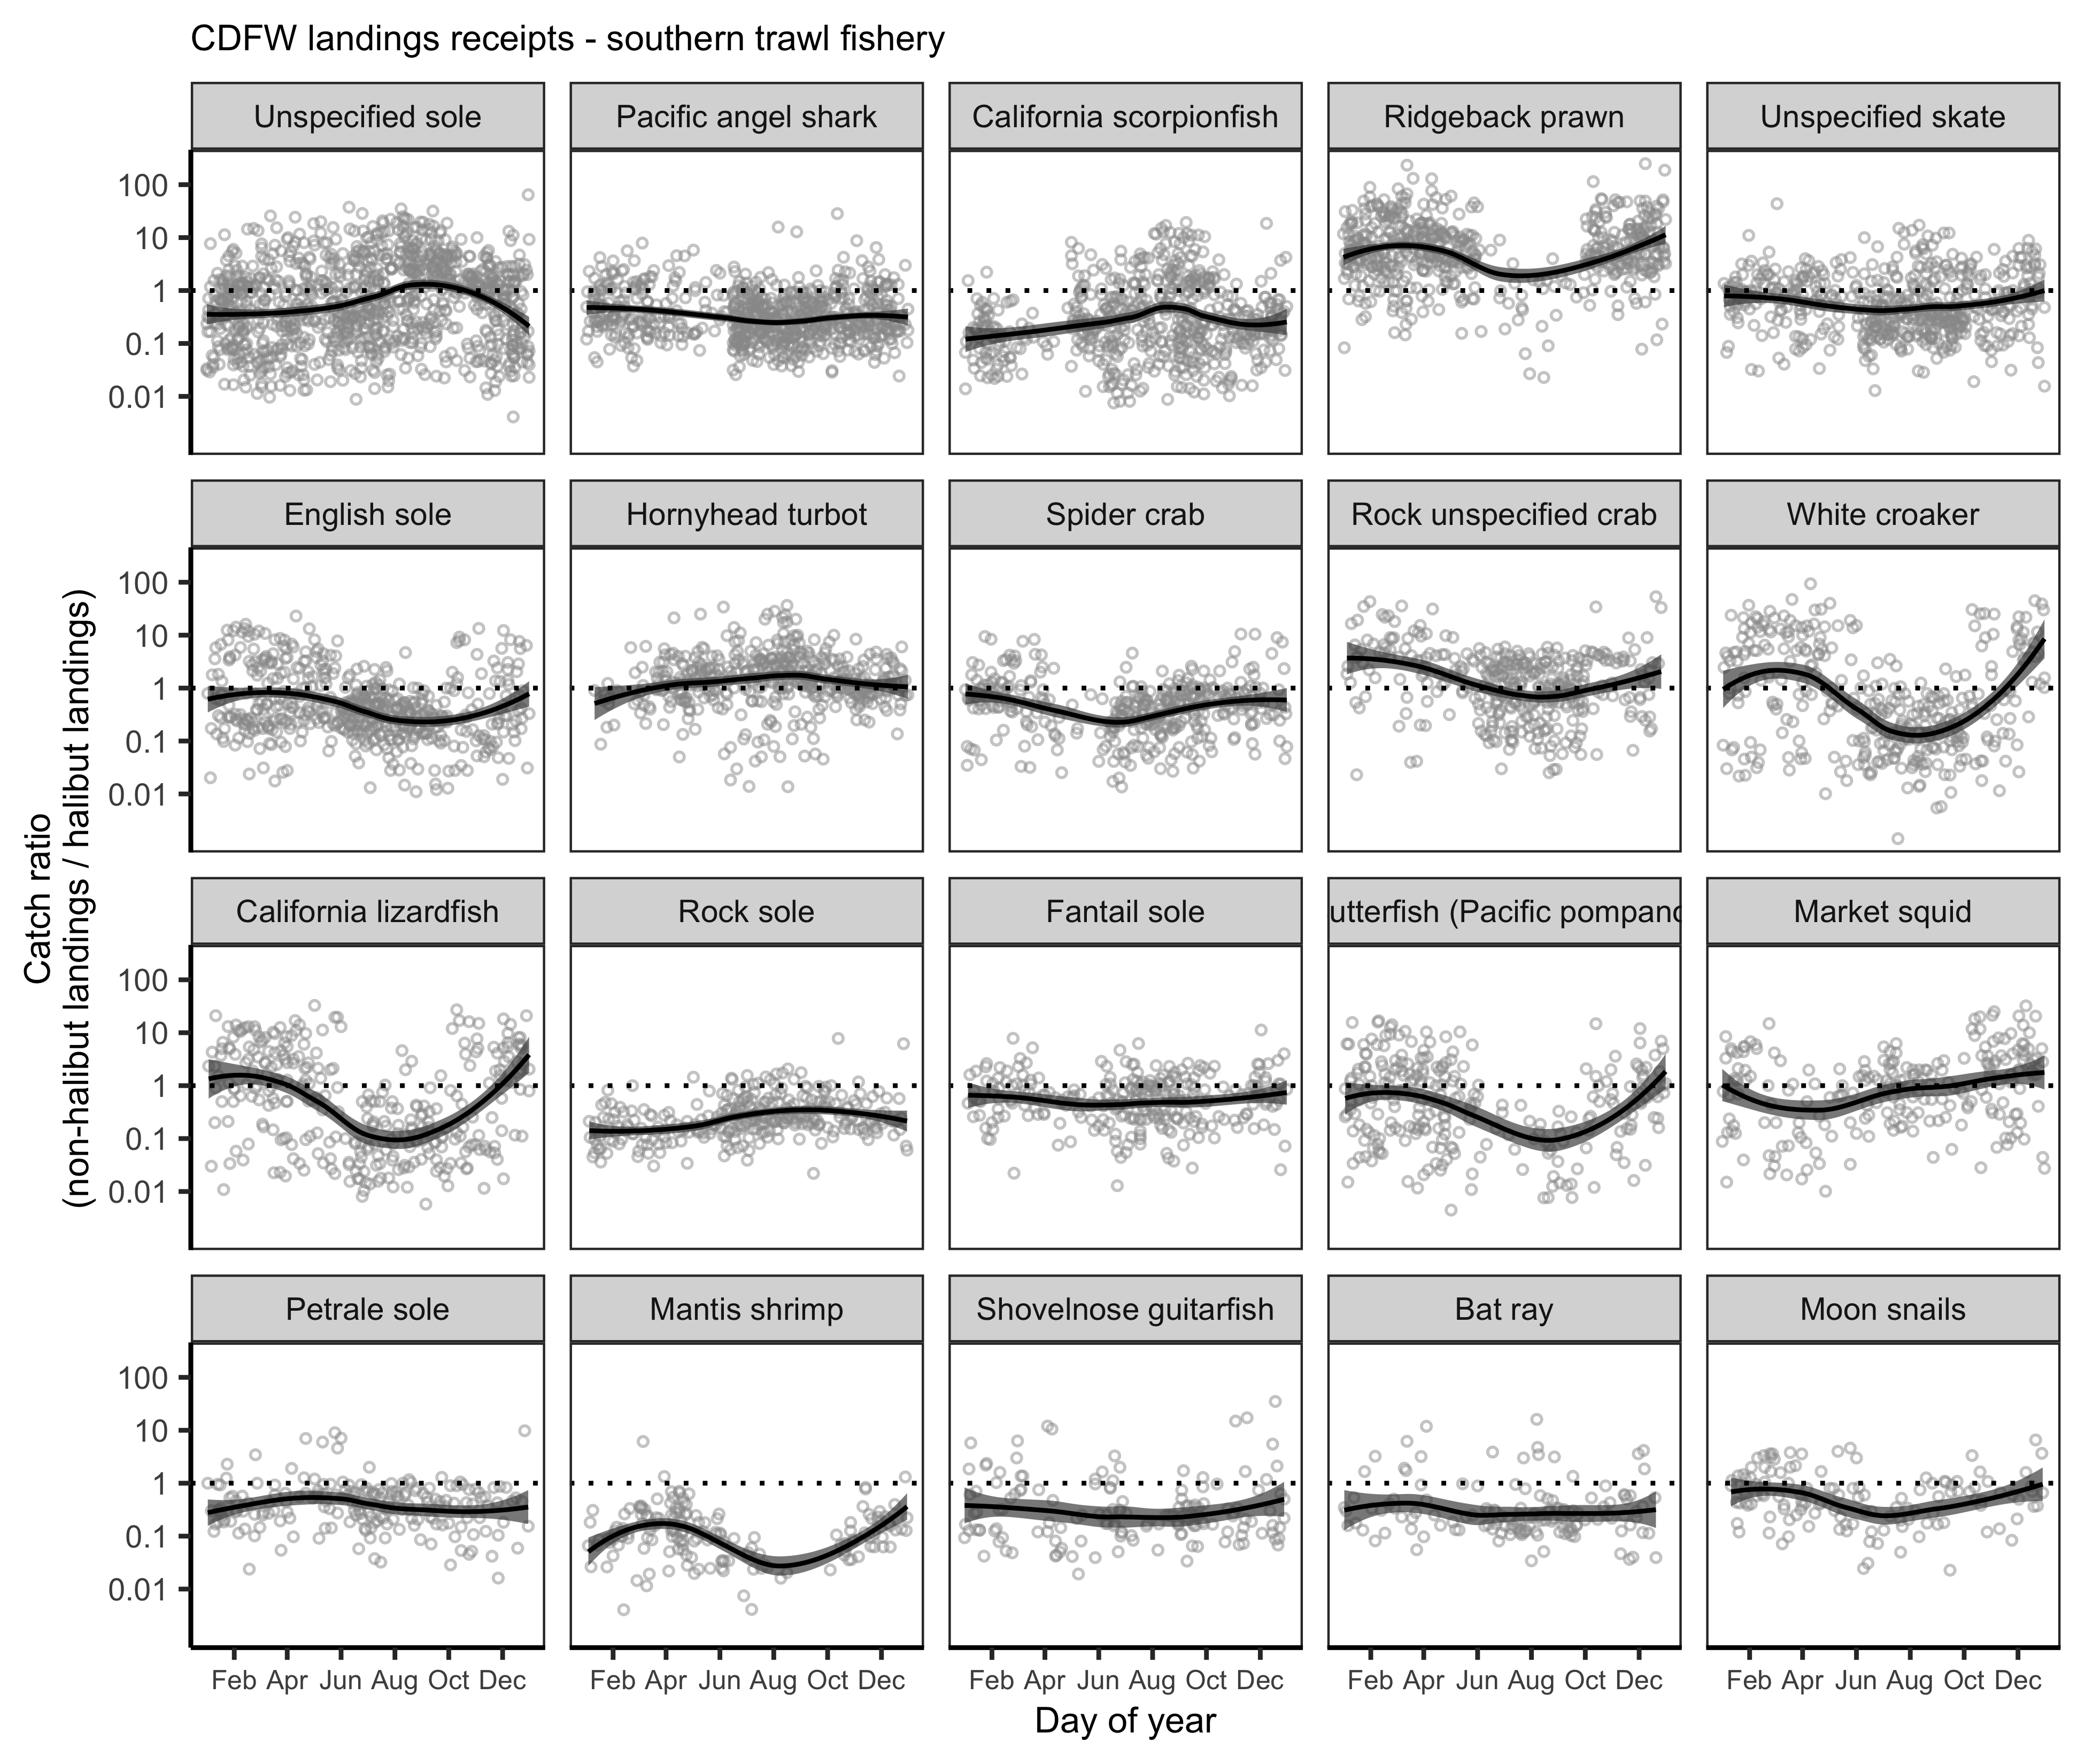 CDFW landings receipts - southern trawl fishery
Unspecified sole
Pacific angel shark
California scorpionfish
Ridgeback prawn
Unspecified skate
100
10
1
0.1
0.01
English sole
Hornyhead turbot
Spider crab
Rock unspecified crab
White croaker
100
10
1
0.1
0.01
Catch ratio
(non-halibut landings / halibut landings)
California lizardfish
Rock sole
Fantail sole
utterfish (Pacific pompano
Market squid
100
10
1
0.1
0.01
Petrale sole
Mantis shrimp
Shovelnose guitarfish
Bat ray
Moon snails
100
10
1
0.1
0.01
Feb Apr Jun Aug Oct Dec
Feb Apr Jun Aug Oct Dec
Feb Apr Jun Aug Oct Dec
Feb Apr Jun Aug Oct Dec
Feb Apr Jun Aug Oct Dec
Day of year